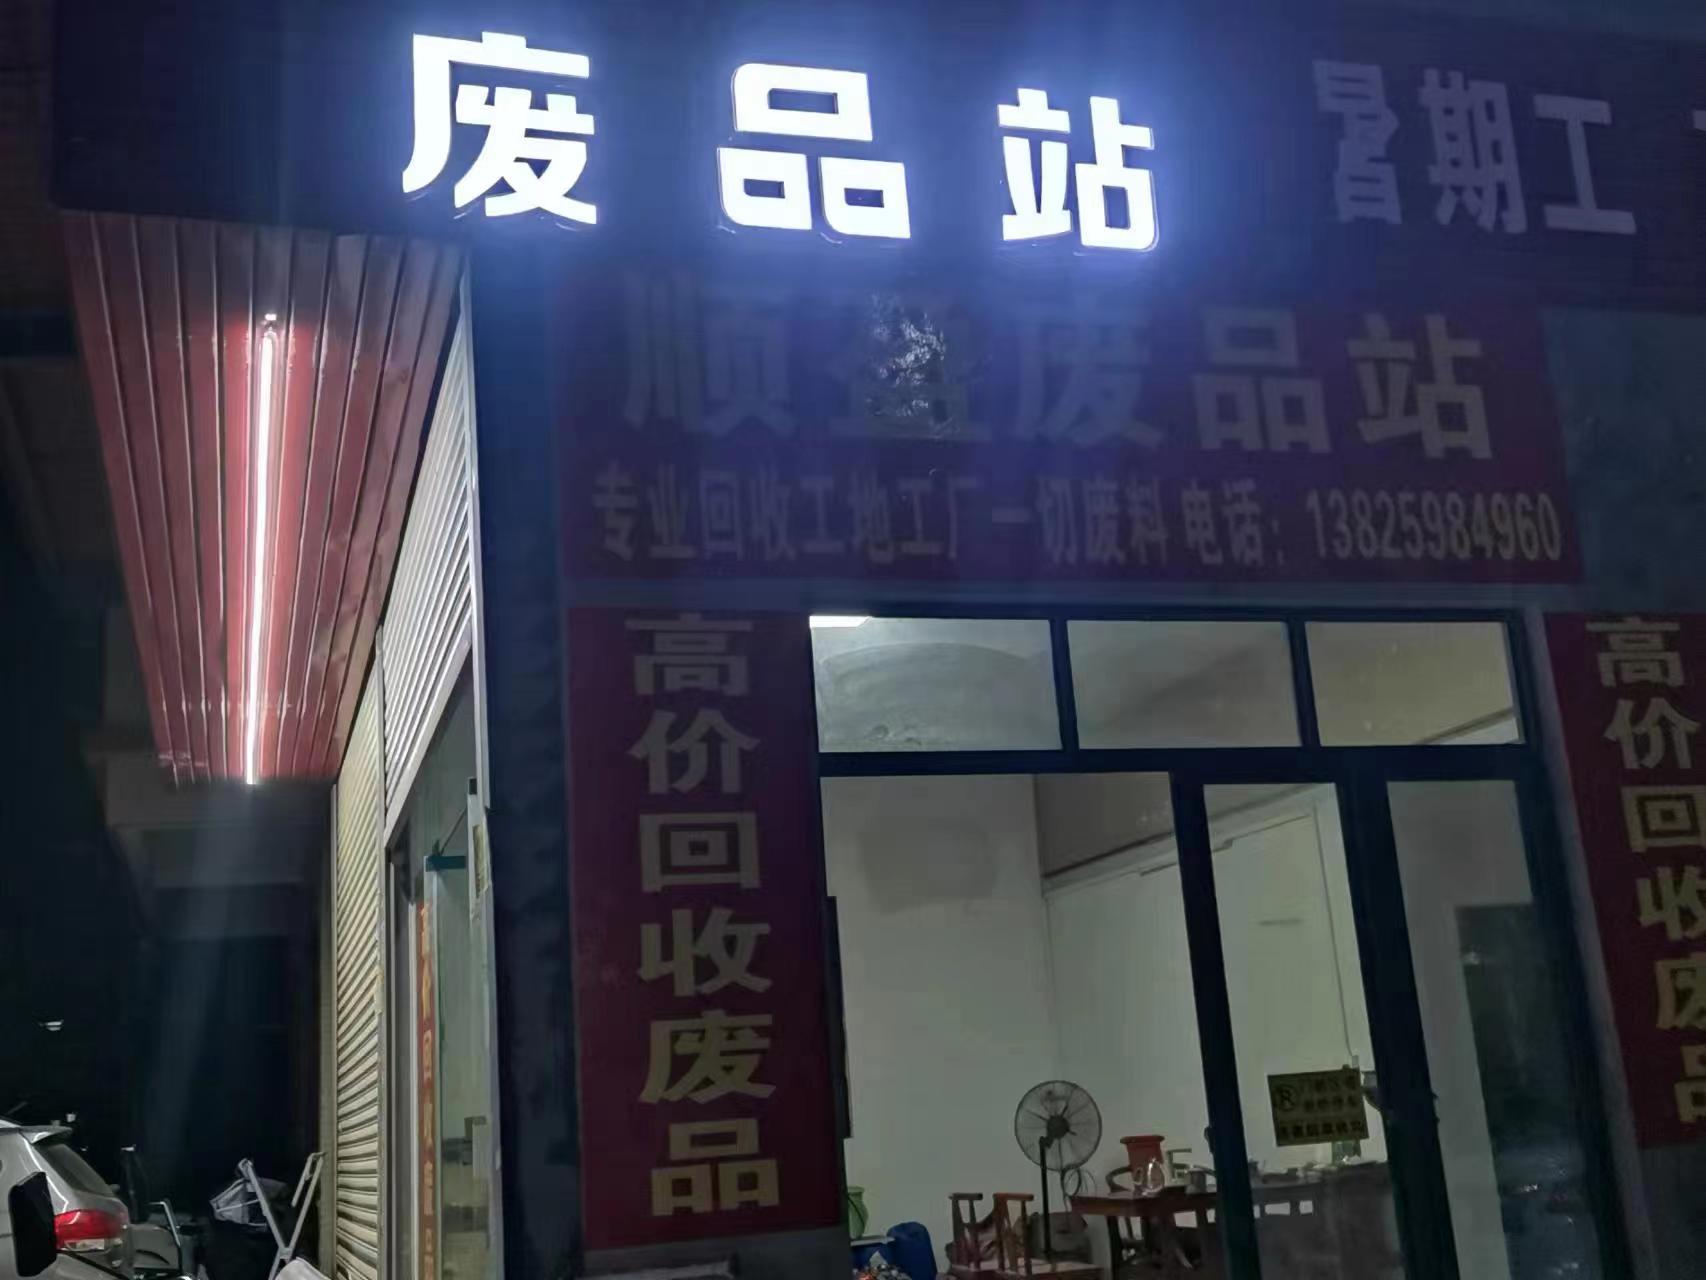 废品站
暑期工
顺 废品站
专业回收工地工厂一切废料 电话：13825984960
高价回收废品
高价回收废品